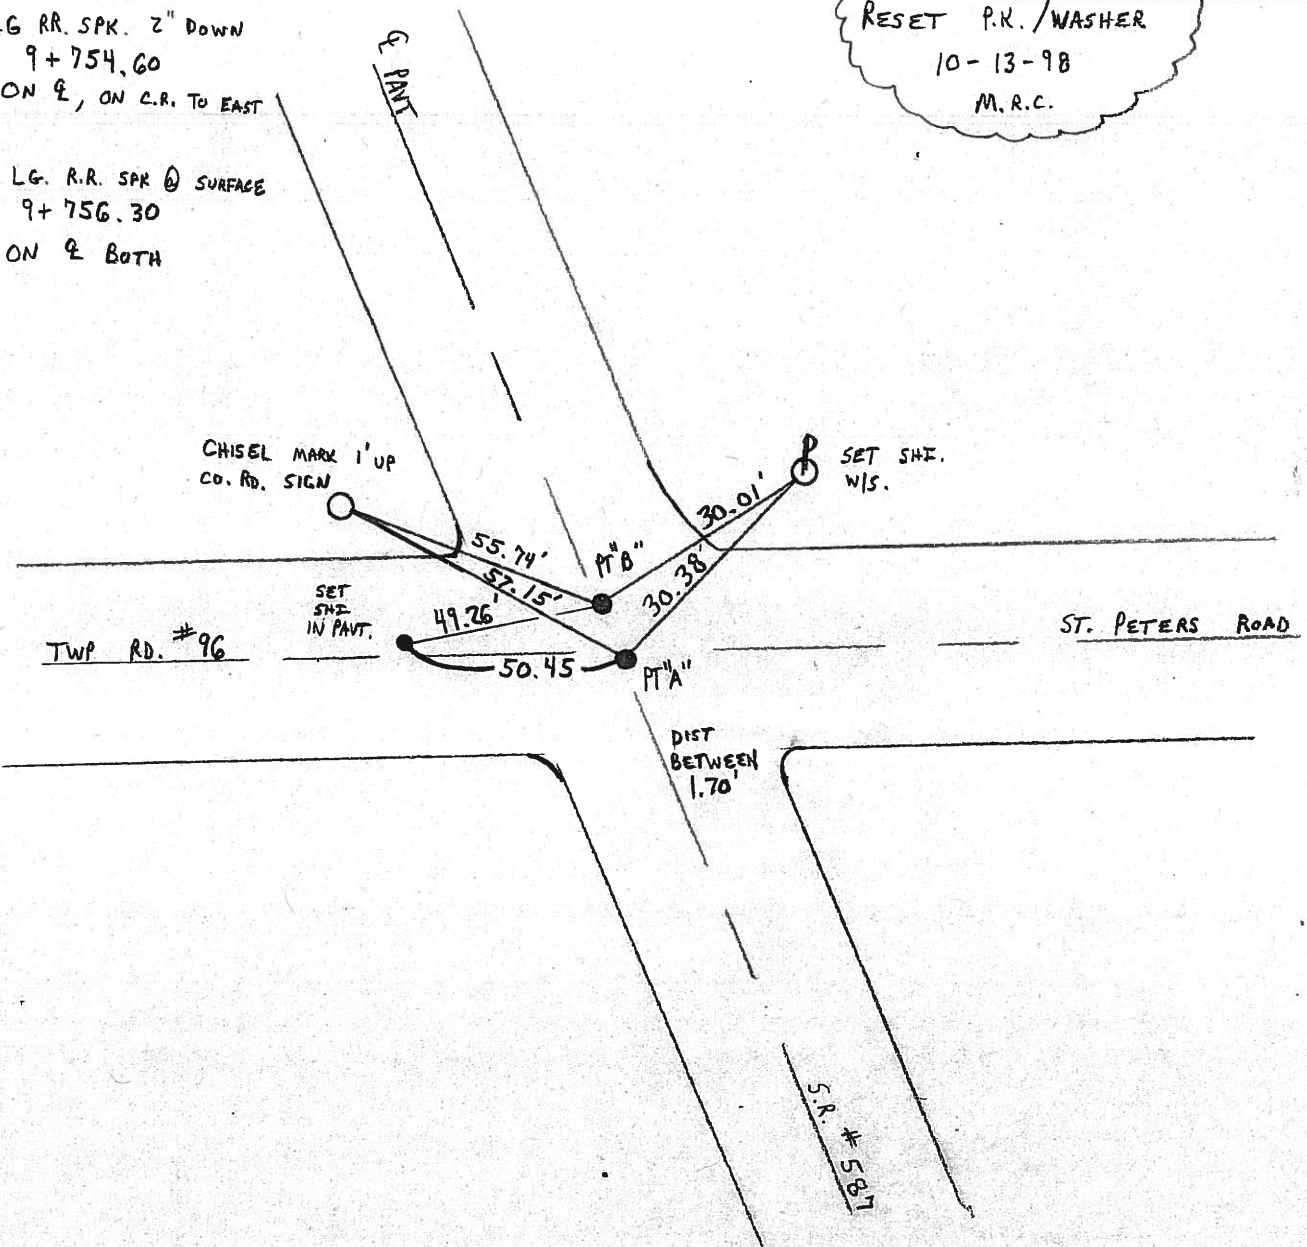 G RR. SPK. 2" DOWN
9+754.60
ON ℄, ON C.R. TO EAST
LG. R.R. SPK @ SURFACE
9+756.30
ON ℄ BOTH
℄ PAVT
RESET P.K./WASHER
10-13-98
M.R.C.
CHISEL MARK 1' UP
CO. RD. SIGN
SET SHI.
W/S.
55.74'
57.15'
30.01'
30.38'
PT"B"
SET
SHI
IN PAVT.
49.26'
50.45
PT"A"
TWP RD. #96
ST. PETERS ROAD
DIST
BETWEEN
1.70'
S.R. #587